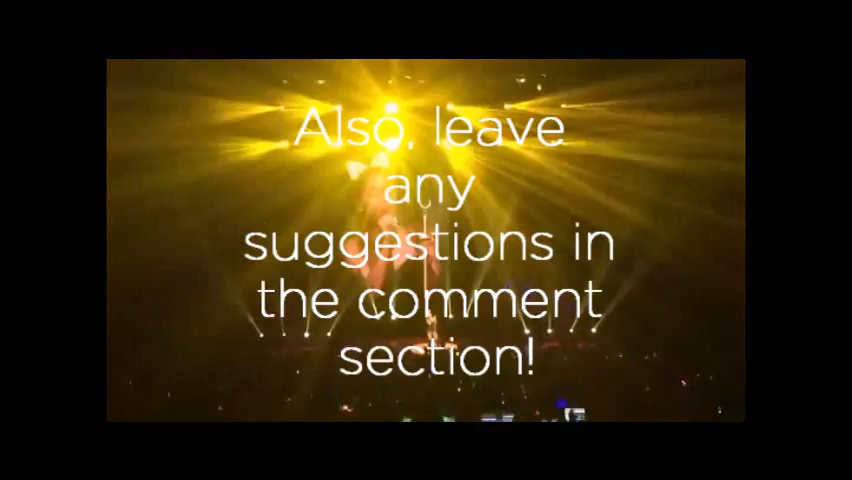 Also, leave
any
suggestions in
the comment
section!